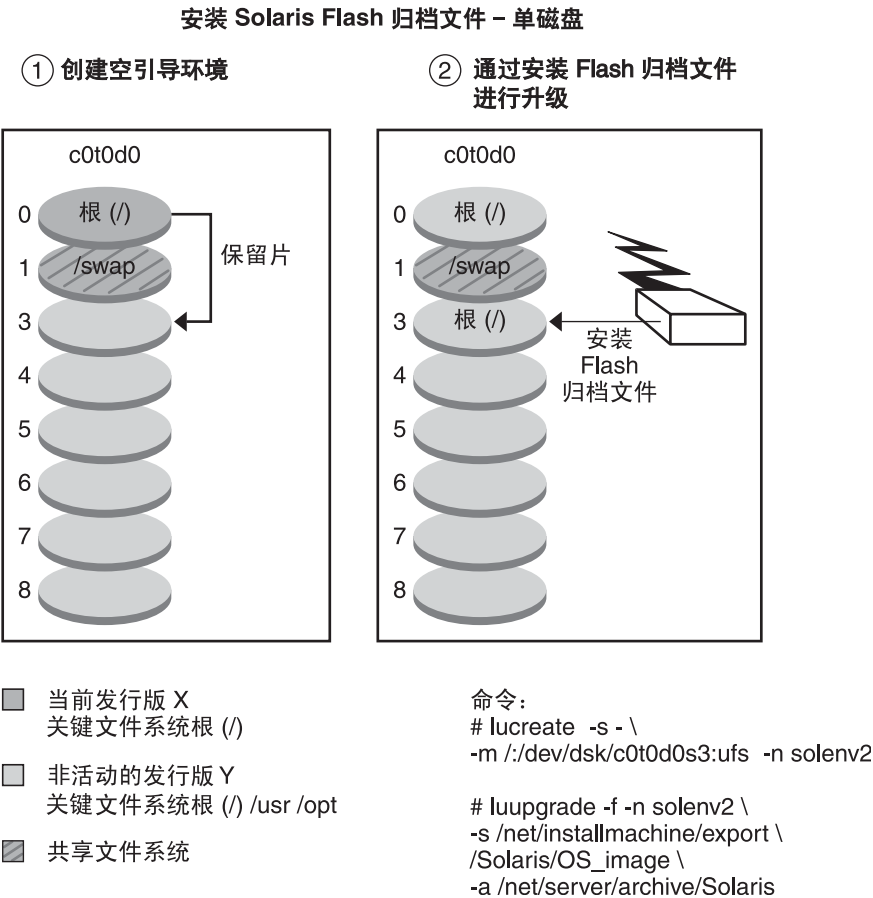 安装 Solaris Flash 归档文件 – 单磁盘
① 创建空引导环境
c0t0d0
0 根 (/)
1 /swap
保留片
3
4
5
6
7
8
② 通过安装 Flash 归档文件
进行升级
c0t0d0
0 根 (/)
1 /swap
3 根 (/)
安装
Flash
归档文件
4
5
6
7
8
当前发行版 X
关键文件系统根 (/)
非活动的发行版 Y
关键文件系统根 (/) /usr /opt
共享文件系统
命令：
# lucreate -s - \
-m /:/dev/dsk/c0t0d0s3:ufs -n solenv2
# luupgrade -f -n solenv2 \
-s /net/installmachine/export \
/Solaris/OS_image \
-a /net/server/archive/Solaris